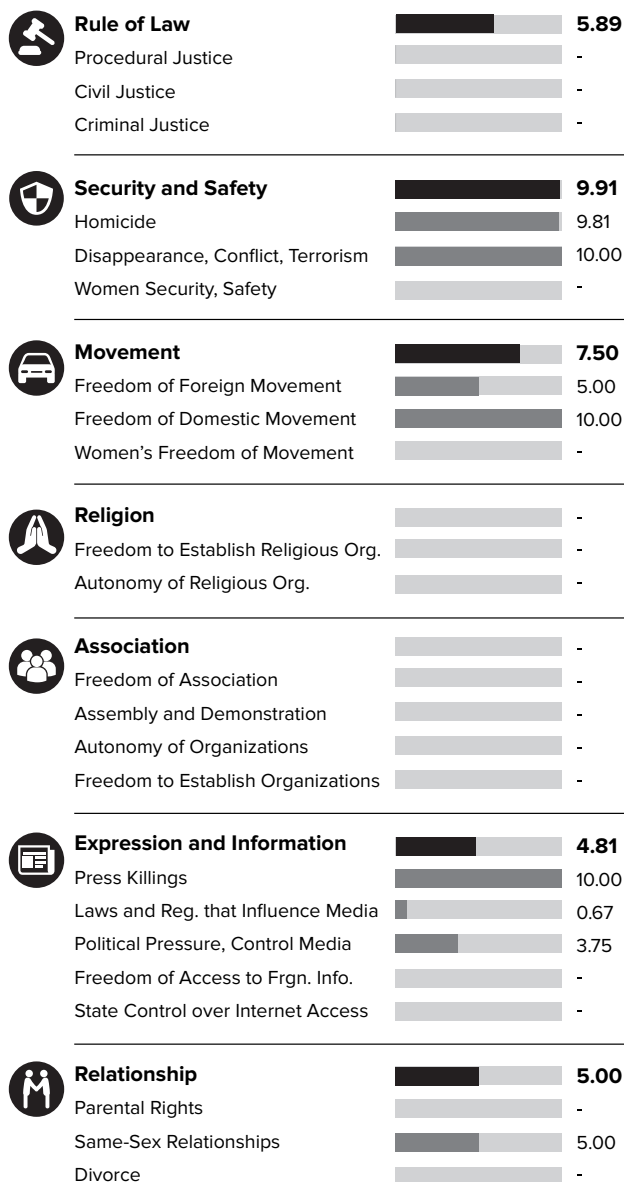 Rule of Law 5.89
Procedural Justice -
Civil Justice -
Criminal Justice -
Security and Safety 9.91
Homicide 9.81
Disappearance, Conflict, Terrorism 10.00
Women Security, Safety -
Movement 7.50
Freedom of Foreign Movement 5.00
Freedom of Domestic Movement 10.00
Women’s Freedom of Movement -
Religion -
Freedom to Establish Religious Org. -
Autonomy of Religious Org. -
Association -
Freedom of Association -
Assembly and Demonstration -
Autonomy of Organizations -
Freedom to Establish Organizations -
Expression and Information 4.81
Press Killings 10.00
Laws and Reg. that Influence Media 0.67
Political Pressure, Control Media 3.75
Freedom of Access to Frgn. Info. -
State Control over Internet Access -
Relationship 5.00
Parental Rights -
Same-Sex Relationships 5.00
Divorce -